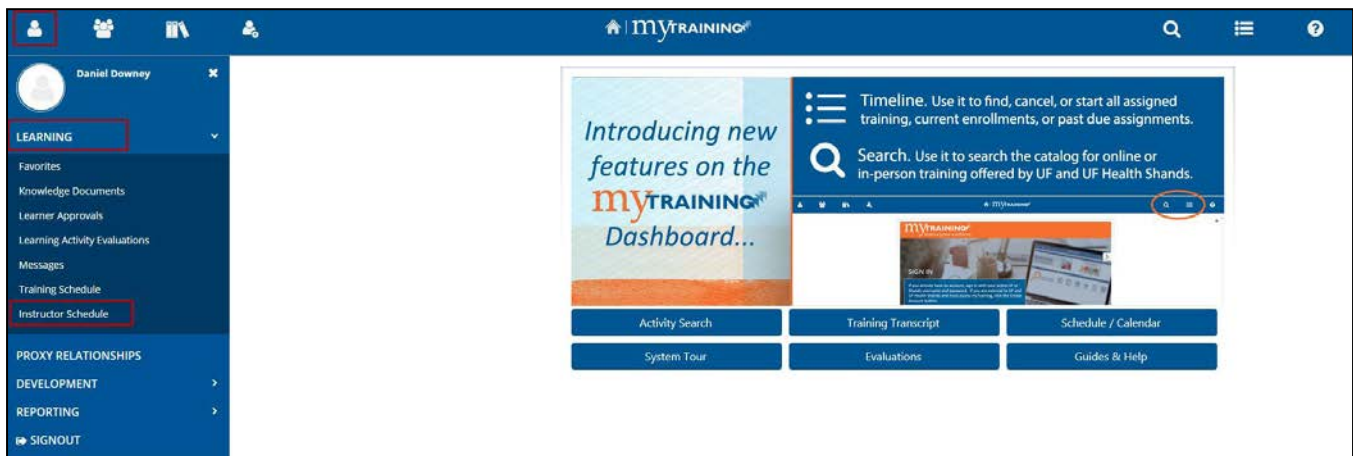 myTRAINING
Daniel Downey
LEARNING
Favorites
Knowledge Documents
Learner Approvals
Learning Activity Evaluations
Messages
Training Schedule
Instructor Schedule
PROXY RELATIONSHIPS
DEVELOPMENT
REPORTING
SIGNOUT
Introducing new
features on the
myTRAINING
Dashboard...
Timeline. Use it to find, cancel, or start all assigned
training, current enrollments, or past due assignments.
Search. Use it to search the catalog for online or
in-person training offered by UF and UF Health Shands.
myTRAINING
myTRAINING
SIGN IN
Activity Search
Training Transcript
Schedule / Calendar
System Tour
Evaluations
Guides & Help